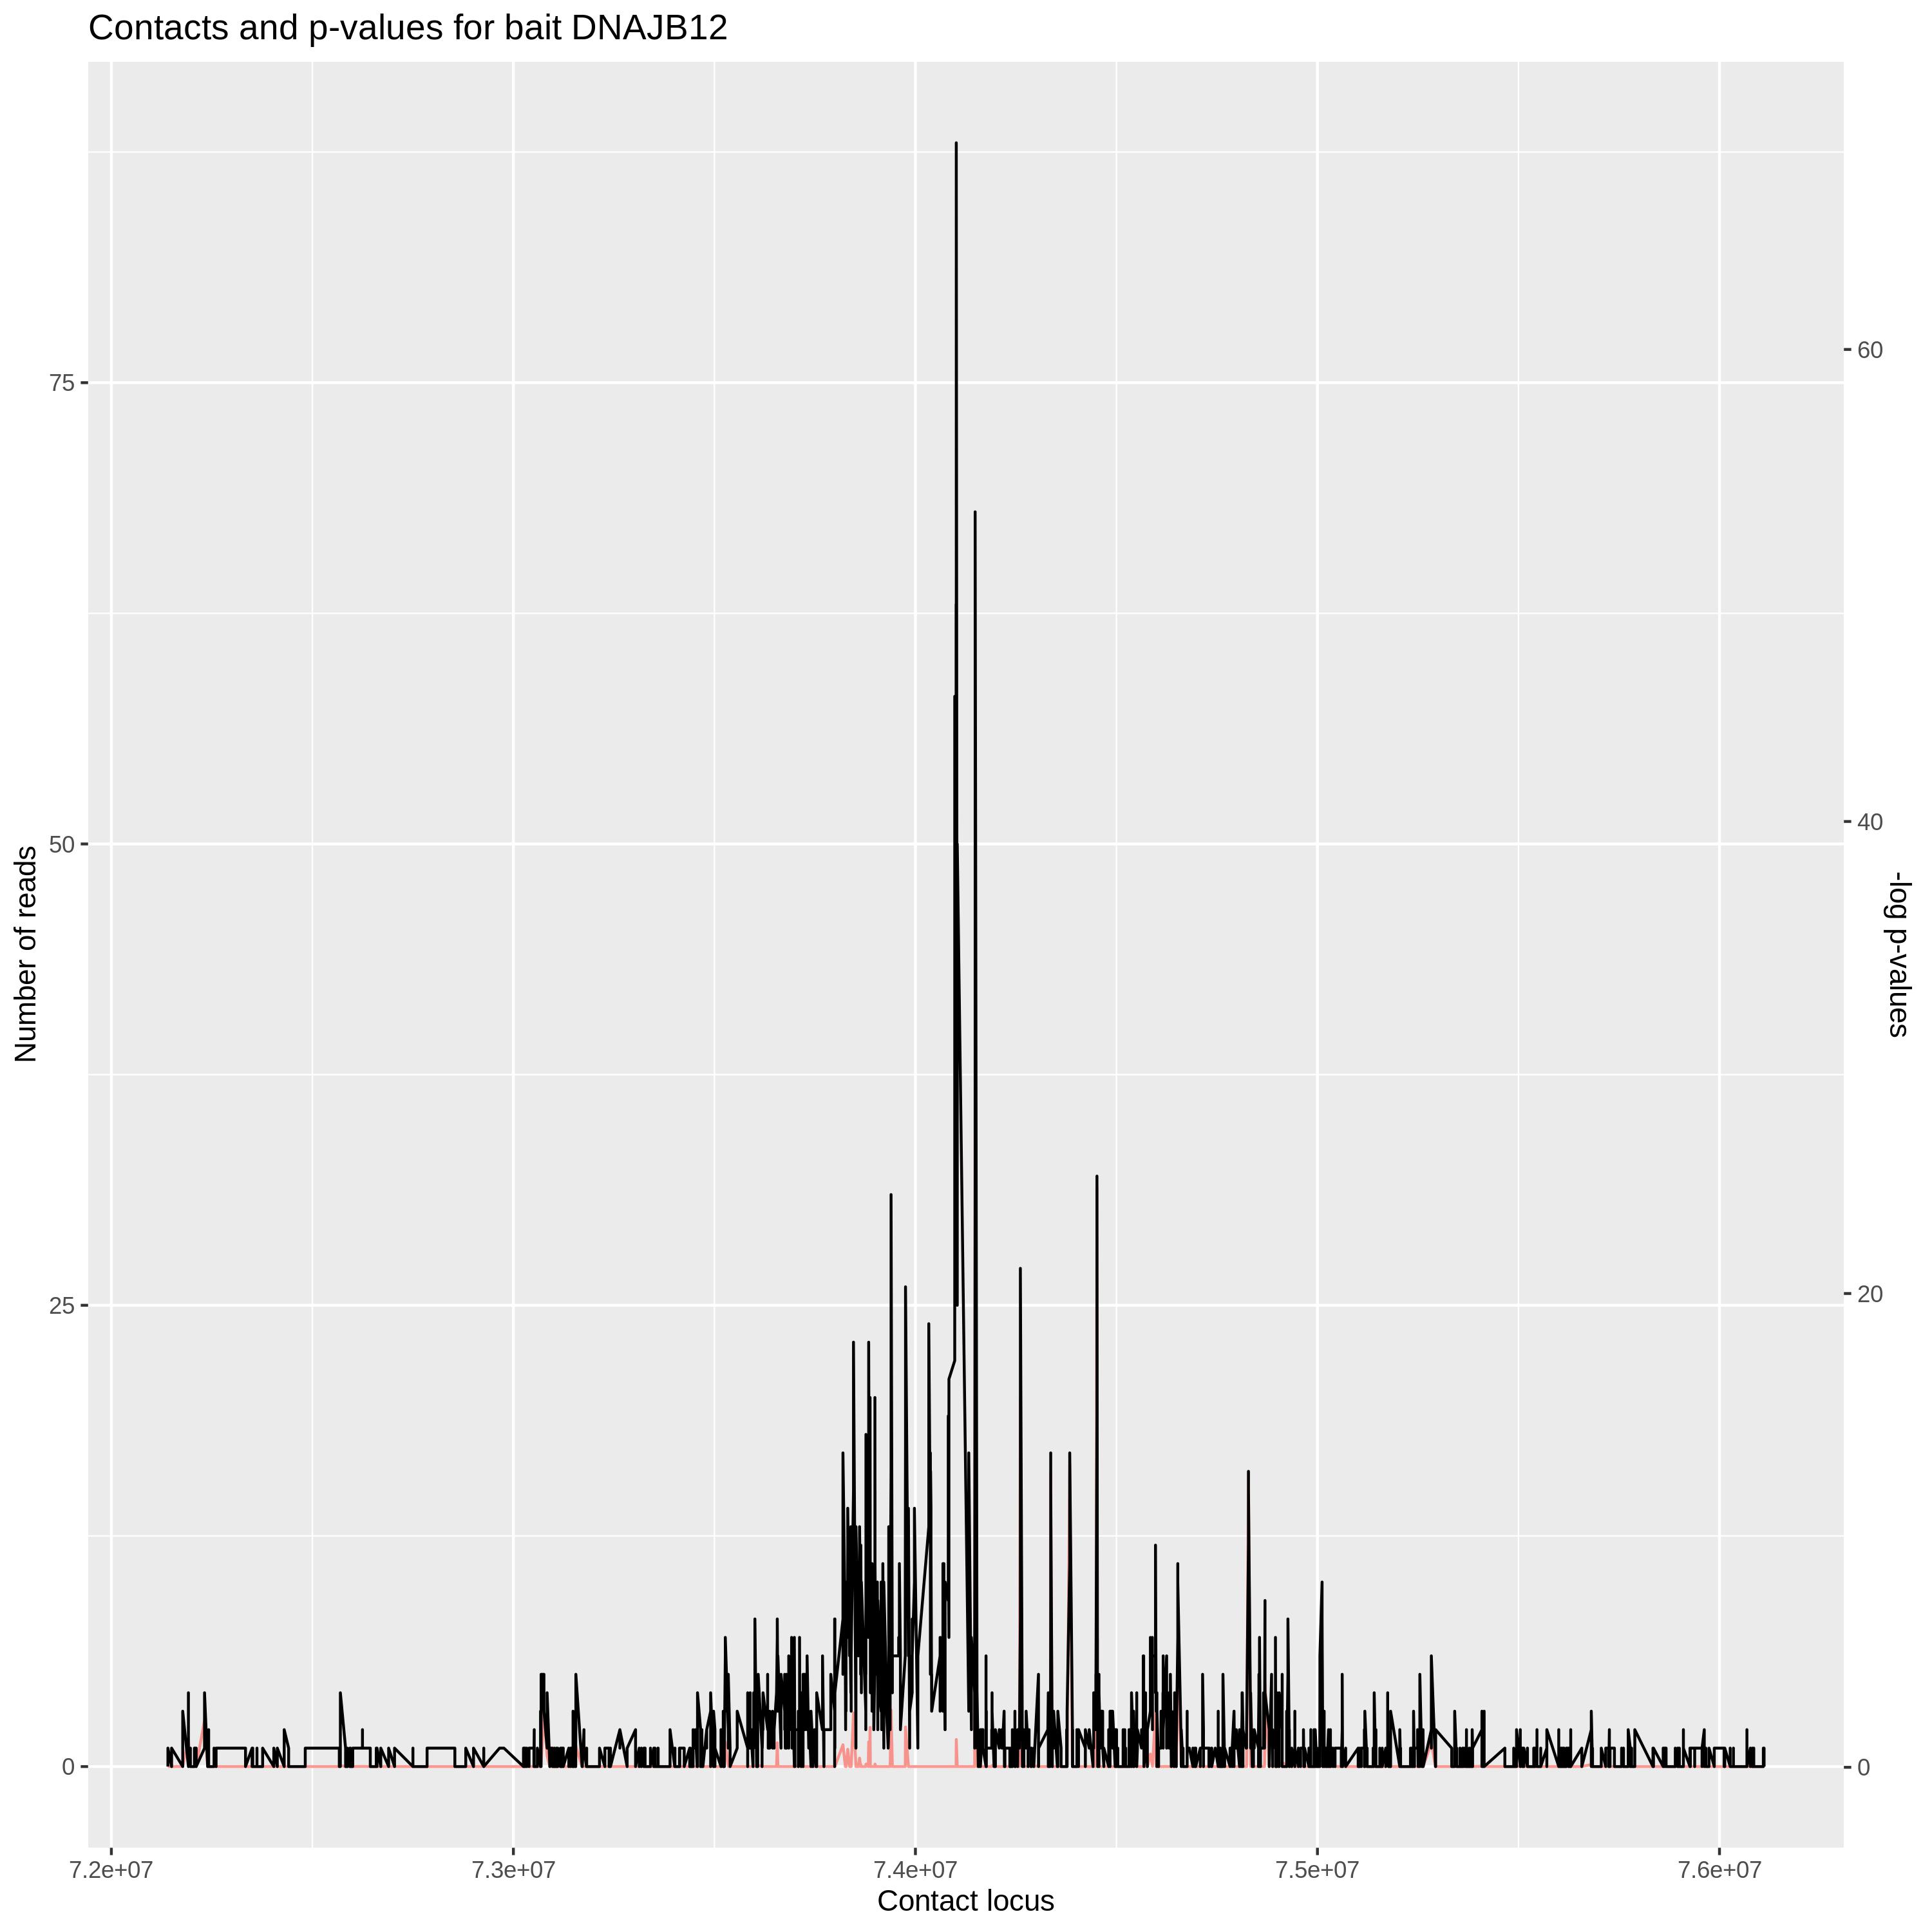 Contacts and p-values for bait DNAJB12
75
50
25
0
Number of reads
60
40
20
0
-log p-values
7.2e+07 7.3e+07 7.4e+07 7.5e+07 7.6e+07
Contact locus